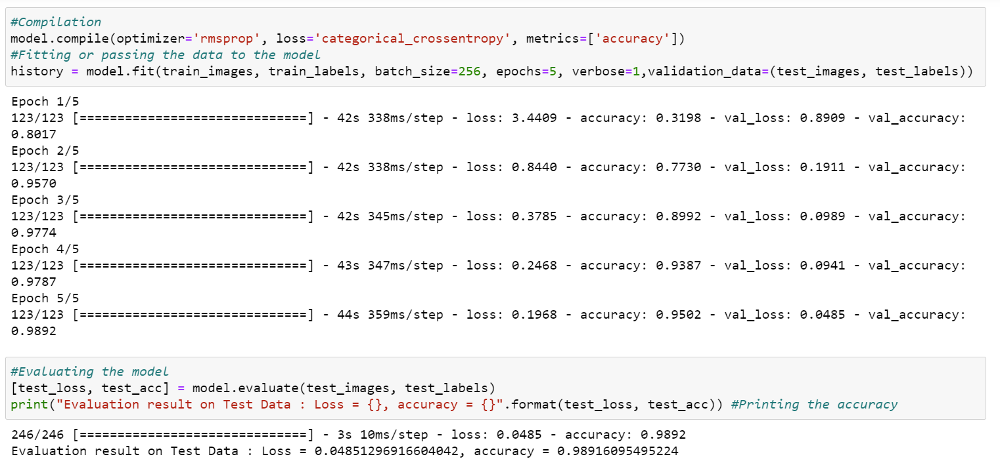 #Compilation
model.compile(optimizer='rmsprop', loss='categorical_crossentropy', metrics=['accuracy'])
#Fitting or passing the data to the model
history = model.fit(train_images, train_labels, batch_size=256, epochs=5, verbose=1,validation_data=(test_images, test_labels))
Epoch 1/5
123/123 [==============================] - 42s 338ms/step - loss: 3.4409 - accuracy: 0.3198 - val_loss: 0.8909 - val_accuracy:
0.8017
Epoch 2/5
123/123 [==============================] - 42s 338ms/step - loss: 0.8440 - accuracy: 0.7730 - val_loss: 0.1911 - val_accuracy:
0.9570
Epoch 3/5
123/123 [==============================] - 42s 345ms/step - loss: 0.3785 - accuracy: 0.8992 - val_loss: 0.0989 - val_accuracy:
0.9774
Epoch 4/5
123/123 [==============================] - 43s 347ms/step - loss: 0.2468 - accuracy: 0.9387 - val_loss: 0.0941 - val_accuracy:
0.9787
Epoch 5/5
123/123 [==============================] - 44s 359ms/step - loss: 0.1968 - accuracy: 0.9502 - val_loss: 0.0485 - val_accuracy:
0.9892
#Evaluating the model
[test_loss, test_acc] = model.evaluate(test_images, test_labels)
print("Evaluation result on Test Data : Loss = {}, accuracy = {}".format(test_loss, test_acc)) #Printing the accuracy
246/246 [==============================] - 3s 10ms/step - loss: 0.0485 - accuracy: 0.9892
Evaluation result on Test Data : Loss = 0.04851296916604042, accuracy = 0.98916095495224